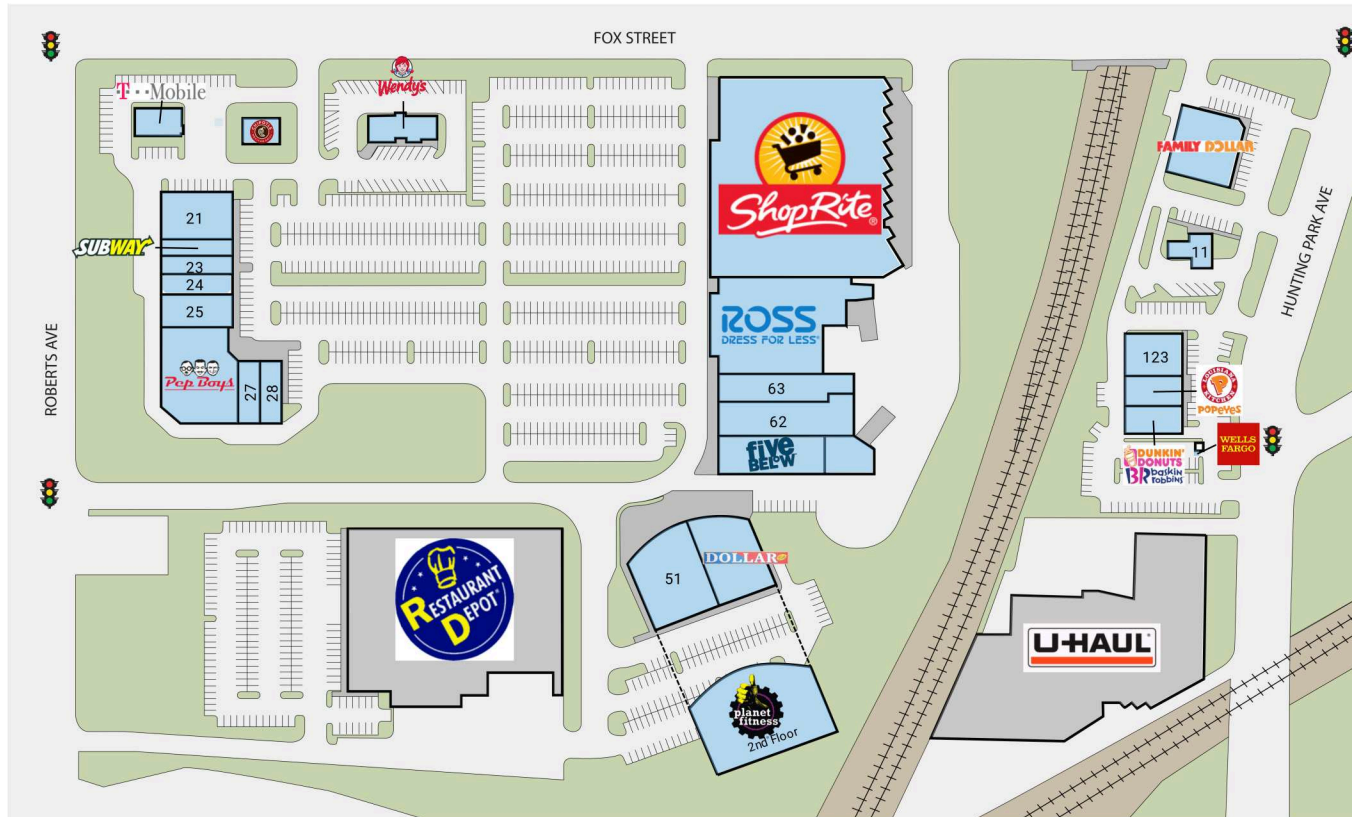 FOX STREET
T··Mobile
Wendy's
ShopRite®
FAMILY DOLLAR
HUNTING PARK AVE
21
SUBWAY
23
24
25
11
ROSS
DRESS FOR LESS®
ROBERTS AVE
Pep Boys
27
28
63
62
five
BELOW
123
LOUISIANA
KITCHEN
POPEYES
WELLS
FARGO
DUNKIN'
DONUTS
BR baskin
robbins
RESTAURANT
DEPOT®
51
DOLLAR
U-HAUL®
planet
fitness
2nd Floor